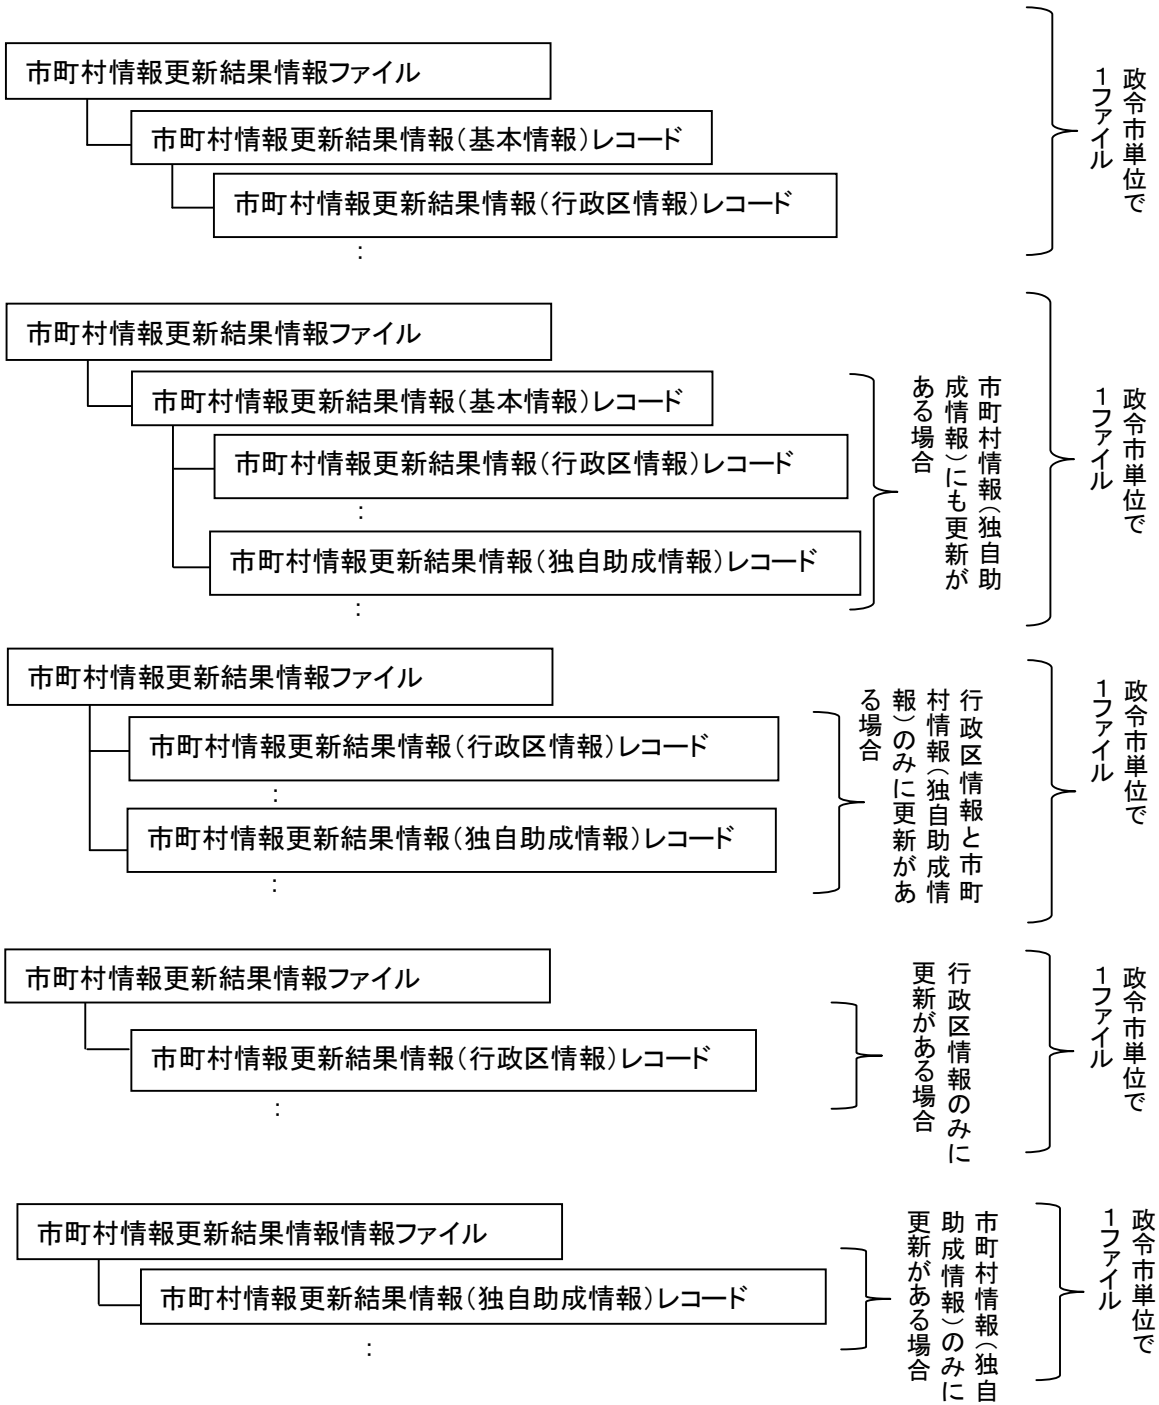 市町村情報更新結果情報ファイル
市町村情報更新結果情報(基本情報)レコード
市町村情報更新結果情報(行政区情報)レコード
:
政令市単位で
1ファイル
市町村情報更新結果情報ファイル
市町村情報更新結果情報(基本情報)レコード
市町村情報更新結果情報(行政区情報)レコード
:
市町村情報更新結果情報(独自助成情報)レコード
:
市町村情報(独自助
成情報)にも更新が
ある場合
政令市単位で
1ファイル
市町村情報更新結果情報ファイル
市町村情報更新結果情報(行政区情報)レコード
:
市町村情報更新結果情報(独自助成情報)レコード
:
行政区情報と市町
村情報(独自助成情
報)のみに更新があ
る場合
政令市単位で
1ファイル
市町村情報更新結果情報ファイル
市町村情報更新結果情報(行政区情報)レコード
:
行政区情報のみに
更新がある場合
政令市単位で
1ファイル
市町村情報更新結果情報情報ファイル
市町村情報更新結果情報(独自助成情報)レコード
:
市町村情報(独自
助成情報)のみに
更新がある場合
政令市単位で
1ファイル